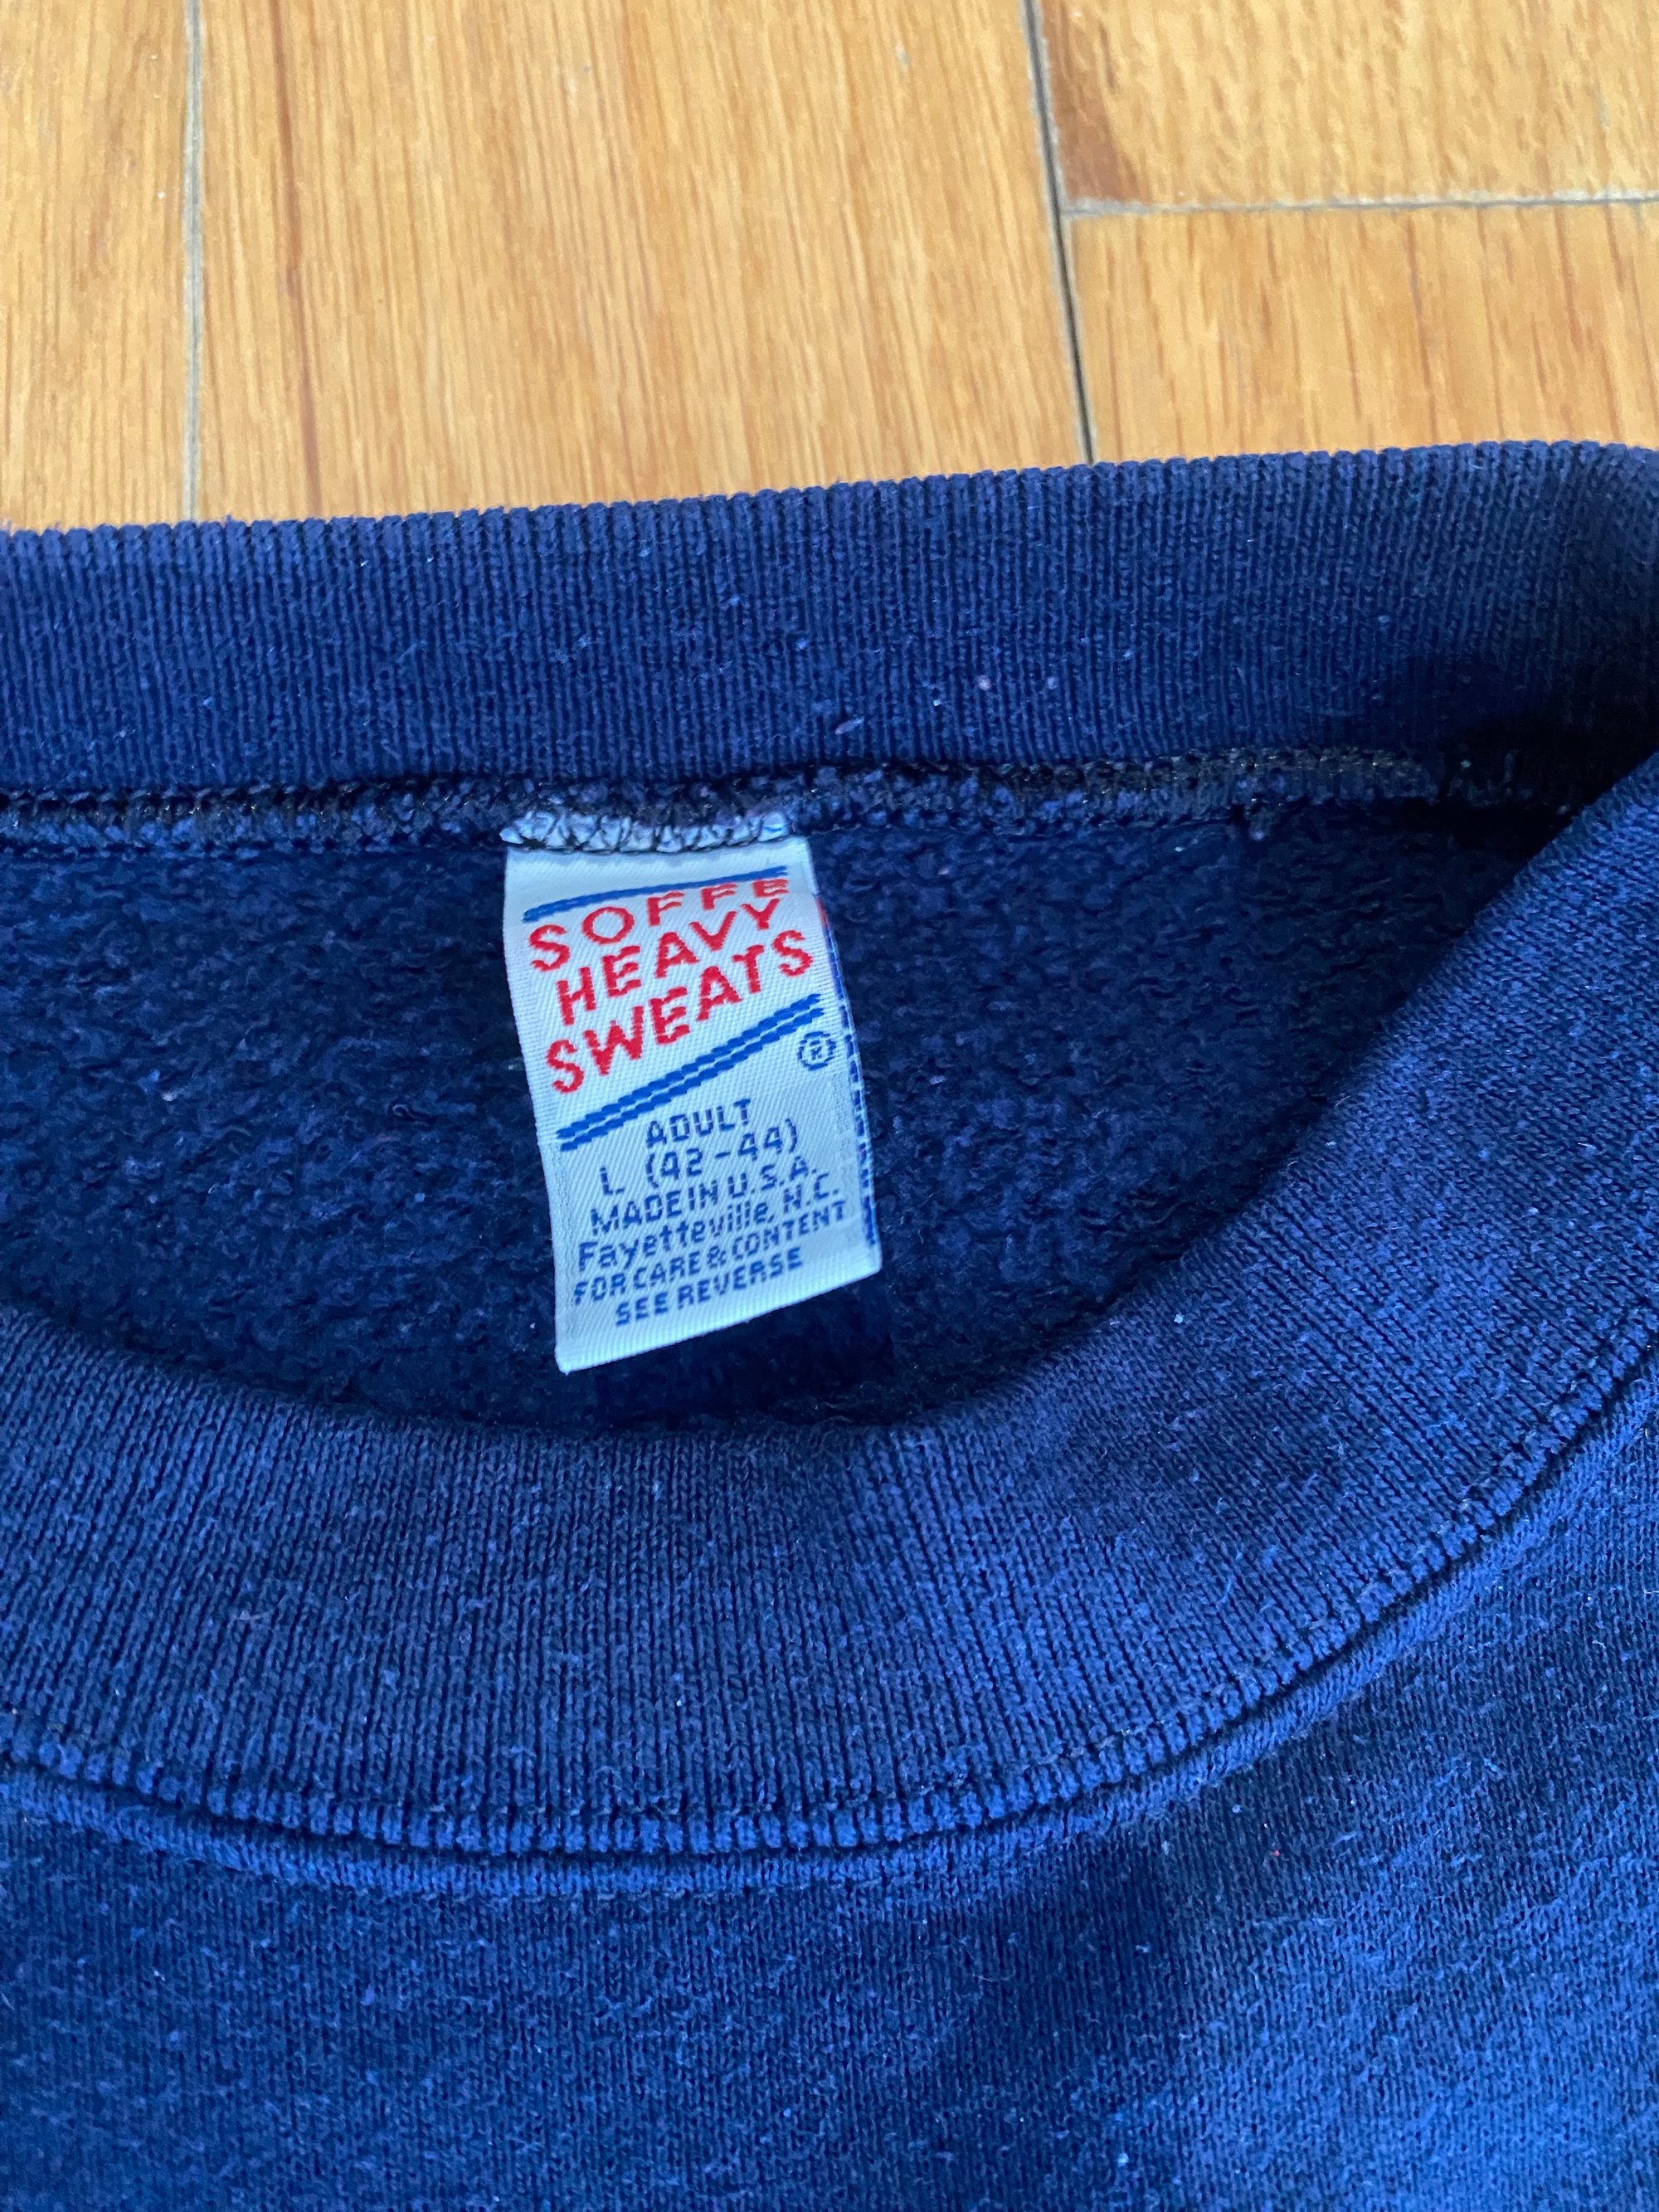 SOFFE
HEAVY
SWEATS
®
ADULT
L (42-44)
MADE IN U.S.A.
Fayetteville, N.C.
FOR CARE & CONTENT
SEE REVERSE